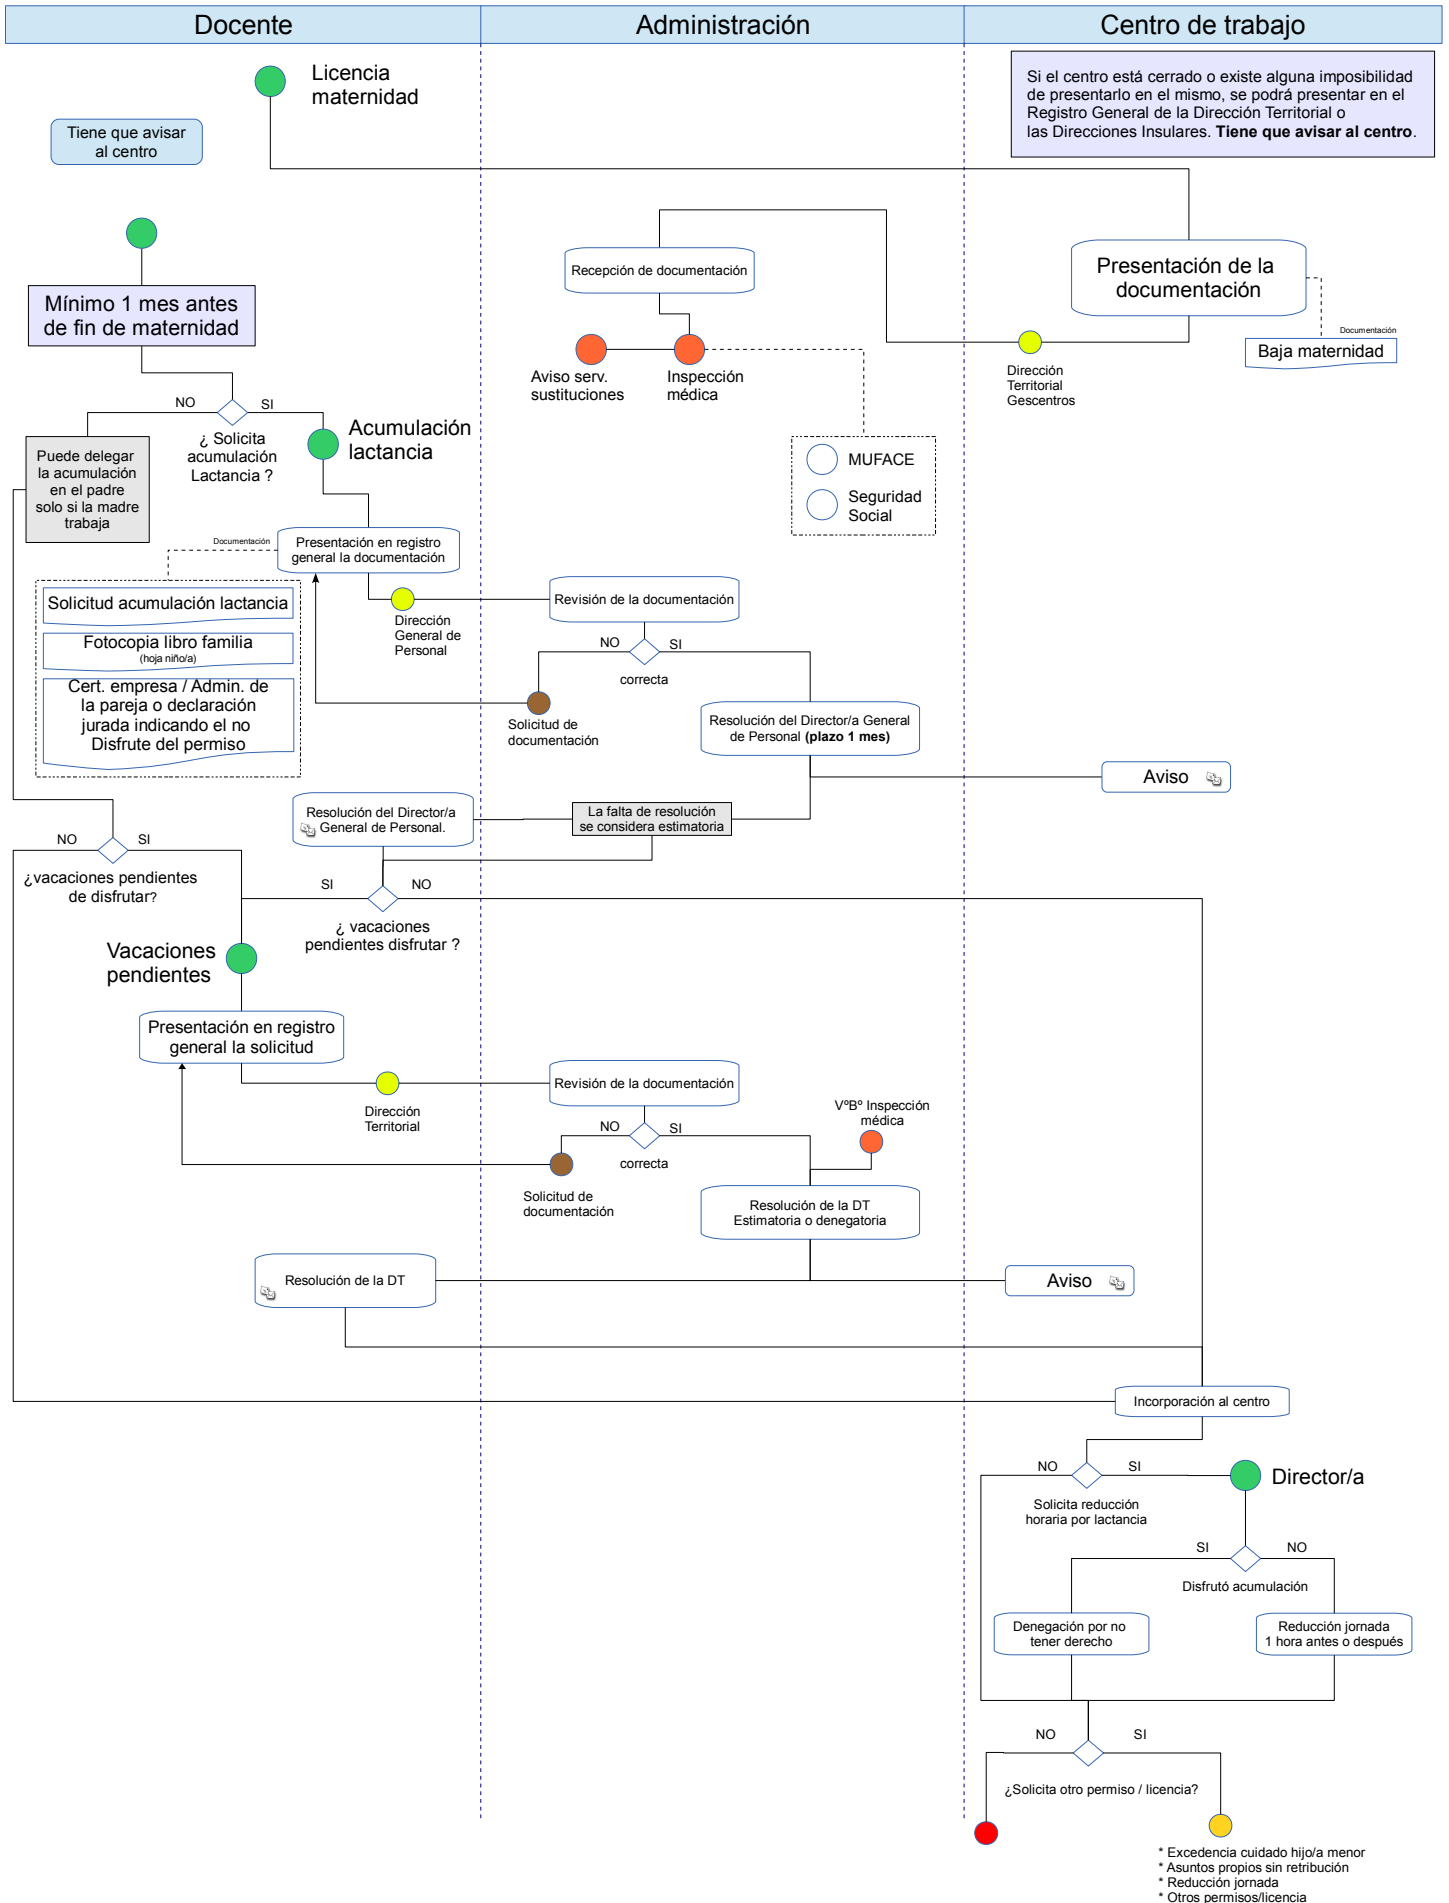 Docente
Administración
Centro de trabajo
Licencia
maternidad
Si el centro está cerrado o existe alguna imposibilidad
de presentarlo en el mismo, se podrá presentar en el
Registro General de la Dirección Territorial o
las Direcciones Insulares. Tiene que avisar al centro.
Tiene que avisar
al centro
Recepción de documentación
Presentación de la
documentación
Mínimo 1 mes antes
de fin de maternidad
Documentación
Baja maternidad
Aviso serv.
sustituciones
Inspección
médica
Dirección
Territorial
Gescentros
NO
SI
¿ Solicita
acumulación
Lactancia ?
Acumulación
lactancia
Puede delegar
la acumulación
en el padre
solo si la madre
trabaja
MUFACE
Seguridad
Social
Documentación
Presentación en registro
general la documentación
Solicitud acumulación lactancia
Fotocopia libro familia
(hoja niño/a)
Cert. empresa / Admin. de
la pareja o declaración
jurada indicando el no
Disfrute del permiso
Dirección
General de
Personal
Revisión de la documentación
NO
SI
correcta
Solicitud de
documentación
Resolución del Director/a General
de Personal (plazo 1 mes)
Aviso
Resolución del Director/a
General de Personal.
La falta de resolución
se considera estimatoria
NO
SI
¿vacaciones pendientes
de disfrutar?
SI
NO
¿ vacaciones
pendientes disfrutar ?
Vacaciones
pendientes
Presentación en registro
general la solicitud
Dirección
Territorial
Revisión de la documentación
NO
SI
correcta
VºBº Inspección
médica
Solicitud de
documentación
Resolución de la DT
Estimatoria o denegatoria
Resolución de la DT
Aviso
Incorporación al centro
NO
SI
Director/a
Solicita reducción
horaria por lactancia
SI
NO
Disfrutó acumulación
Denegación por no
tener derecho
Reducción jornada
1 hora antes o después
NO
SI
¿Solicita otro permiso / licencia?
* Excedencia cuidado hijo/a menor
* Asuntos propios sin retribución
* Reducción jornada
* Otros permisos/licencia